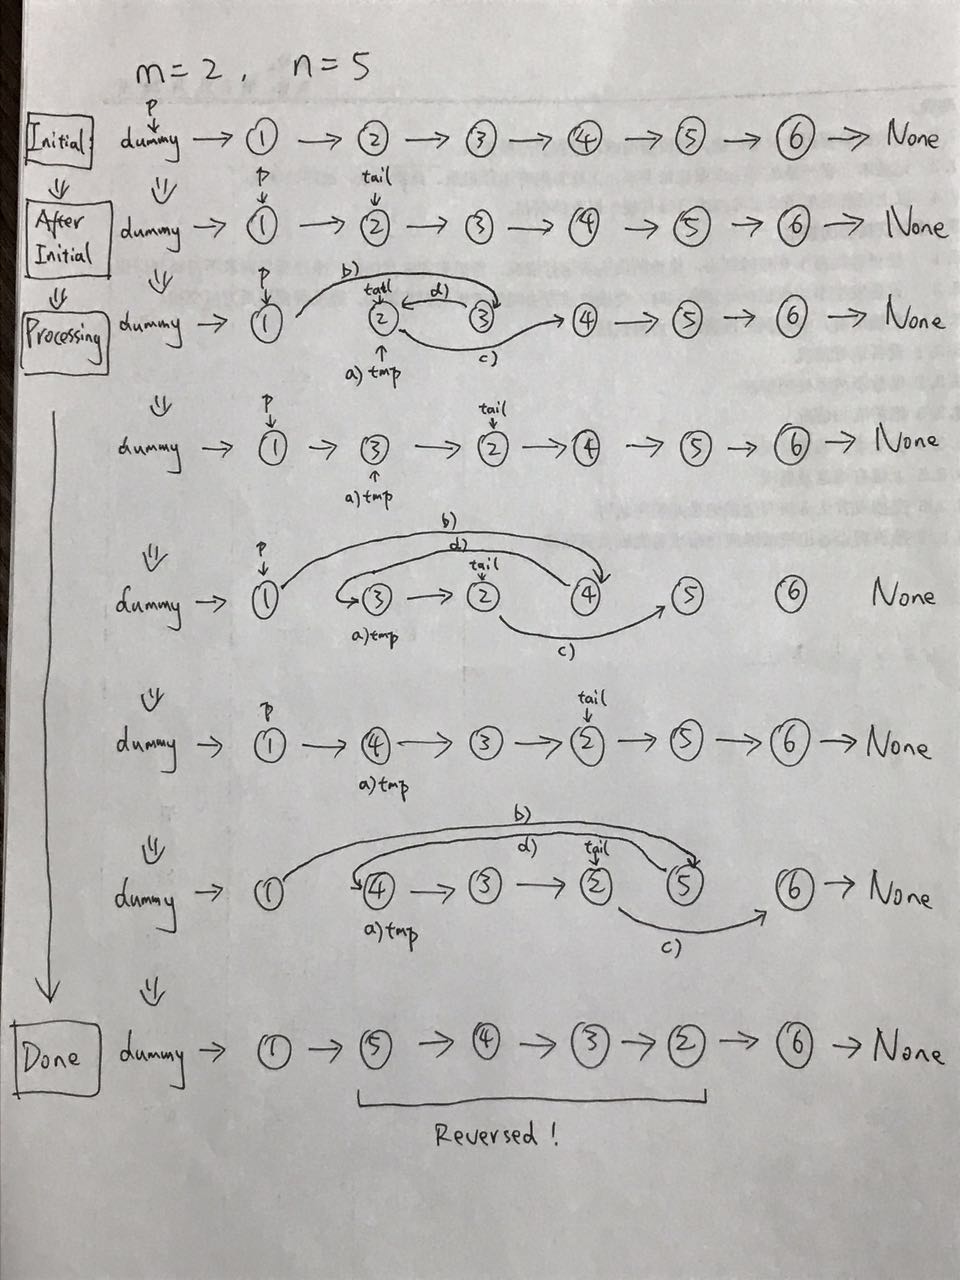 m = 2 , n = 5
p
Initial dummy → ① → ② → ③ → ④ → ⑤ → ⑥ → None
p tail
After Initial dummy → ① → ② → ③ → ④ → ⑤ → ⑥ → None
b)
p tail d)
Processing dummy → ① ② ③ ④ → ⑤ → ⑥ → None
a) tmp c)
p tail
dummy → ① → ③ → ② → ④ → ⑤ → ⑥ → None
a) tmp
b)
d)
p tail
dummy → ① ③ → ② ④ ⑤ ⑥ None
a) tmp c)
p tail
dummy → ① → ④ → ③ → ② → ⑤ → ⑥ → None
a) tmp
b)
d) tail
dummy → ① ④ → ③ → ② ⑤ ⑥ → None
a) tmp c)
Done dummy → ① → ⑤ → ④ → ③ → ② → ⑥ → None
Reversed !